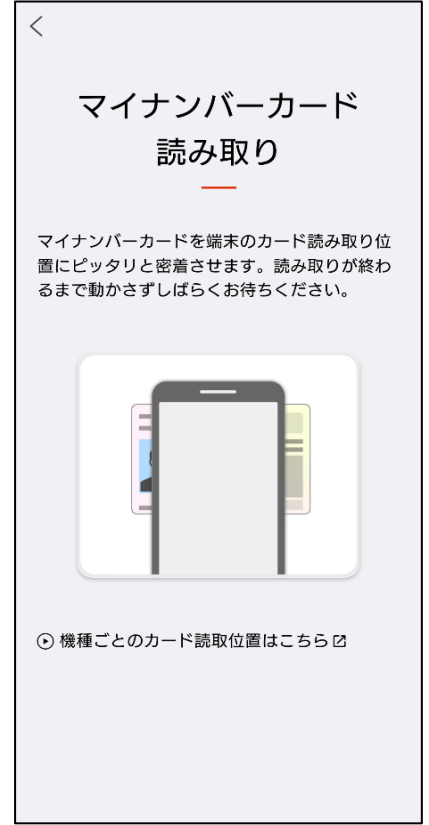 マイナンバーカード
読み取り
マイナンバーカードを端末のカード読み取り位
置にピッタリと密着させます。読み取りが終わ
るまで動かさずしばらくお待ちください。
機種ごとのカード読取位置はこちら